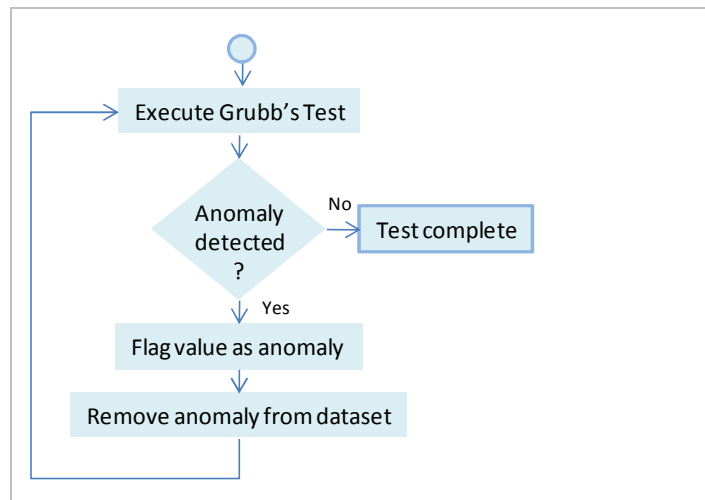 Execute Grubb's Test
Anomaly
detected
?
No
Test complete
Yes
Flag value as anomaly
Remove anomaly from dataset